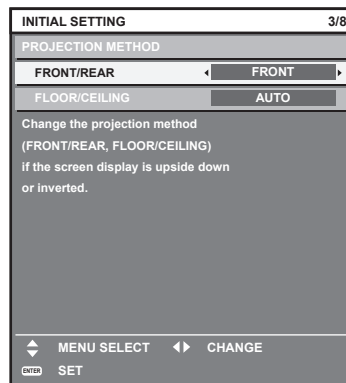 INITIAL SETTING 3/8
PROJECTION METHOD
FRONT/REAR FRONT
FLOOR/CEILING AUTO
Change the projection method
(FRONT/REAR, FLOOR/CEILING)
if the screen display is upside down
or inverted.
MENU SELECT CHANGE
ENTER SET